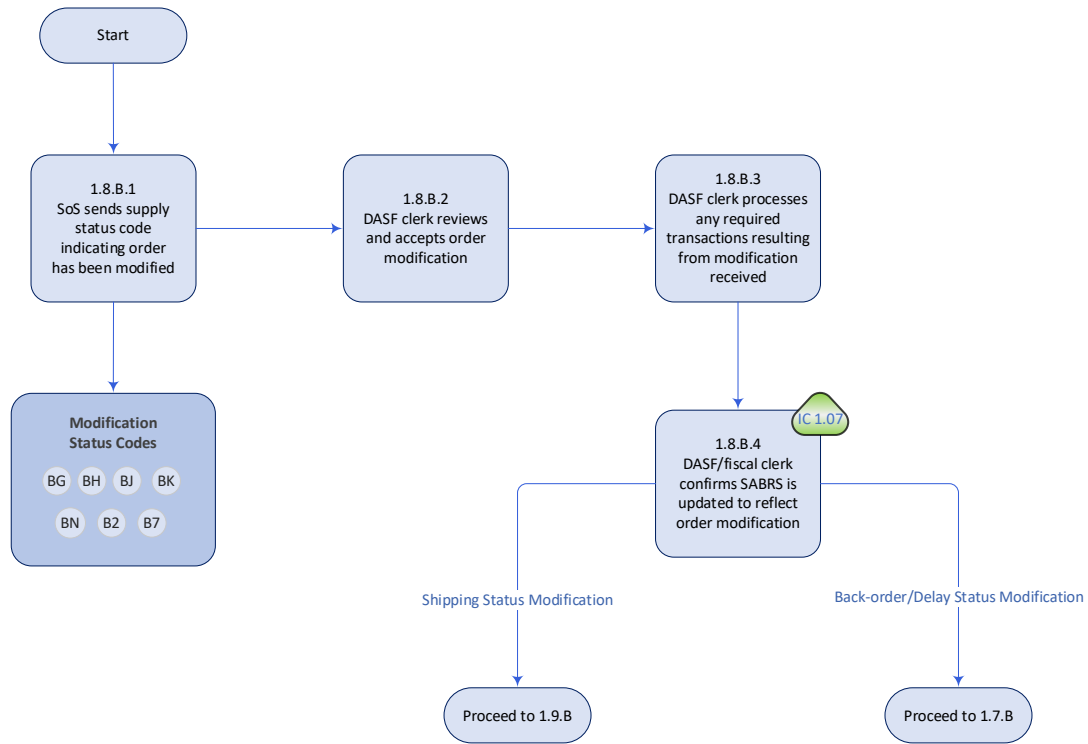 Start
1.8.B.1
SoS sends supply
status code
indicating order
has been modified
1.8.B.2
DASF clerk reviews
and accepts order
modification
1.8.B.3
DASF clerk processes
any required
transactions resulting
from modification
received
Modification
Status Codes
BG BH BJ BK
BN B2 B7
IC 1.07
1.8.B.4
DASF/fiscal clerk
confirms SABRS is
updated to reflect
order modification
Shipping Status Modification
Back-order/Delay Status Modification
Proceed to 1.9.B
Proceed to 1.7.B